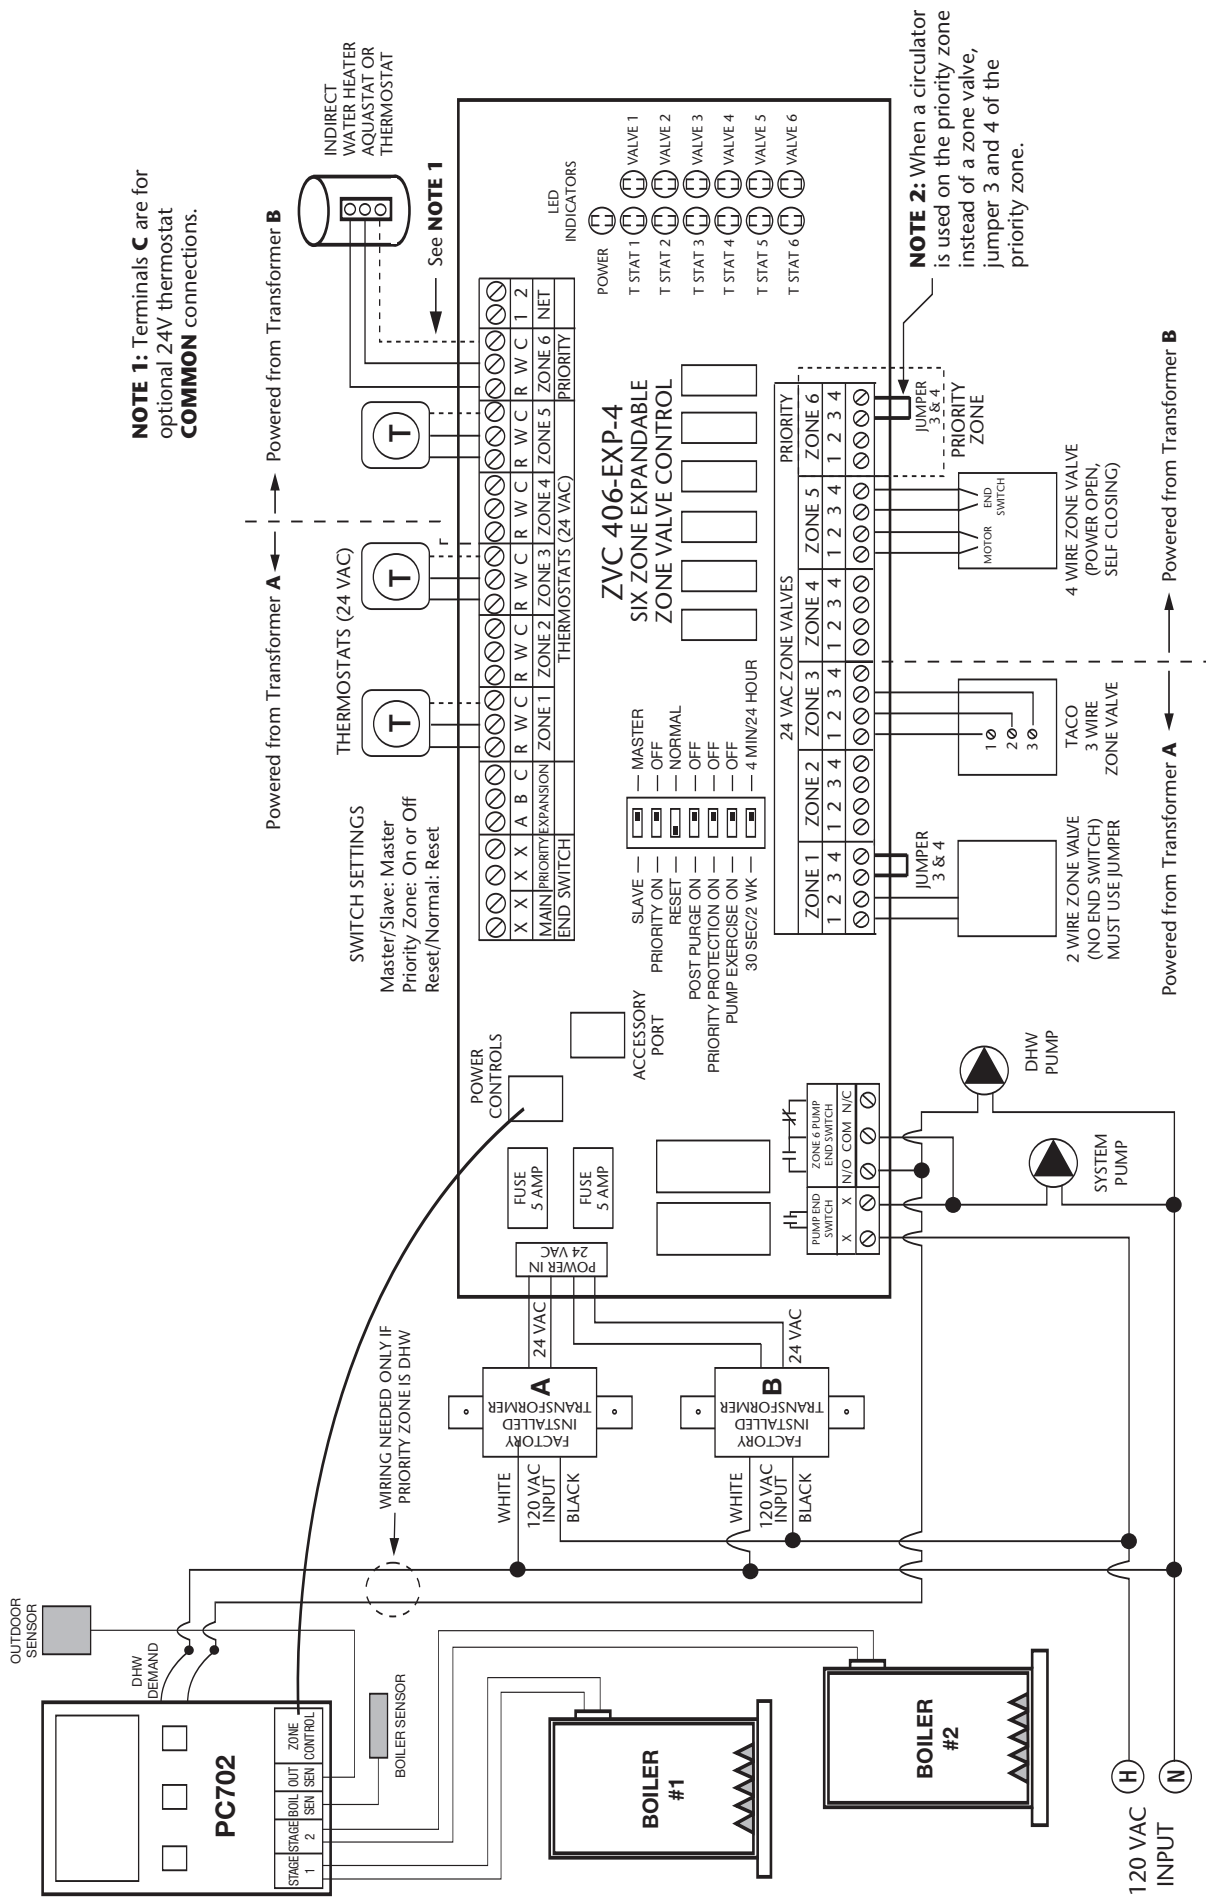 NOTE 1: Terminals C are for
optional 24V thermostat
COMMON connections.
Powered from Transformer A
Powered from Transformer B
SWITCH SETTINGS
Master/Slave: Master
Priority Zone: On or Off
Reset/Normal: Reset
THERMOSTATS (24 VAC)
T
T
T
INDIRECT
WATER HEATER
AQUASTAT OR
THERMOSTAT
See NOTE 1
OUTDOOR
SENSOR
DHW
DEMAND
PC702
STAGE 1
STAGE 2
BOIL SEN
OUT SEN
ZONE CONTROL
BOILER SENSOR
WIRING NEEDED ONLY IF
PRIORITY ZONE IS DHW
BOILER
#1
BOILER
#2
120 VAC
INPUT
H
N
WHITE
120 VAC
INPUT
BLACK
FACTORY
INSTALLED
TRANSFORMER
A
24 VAC
WHITE
120 VAC
INPUT
BLACK
FACTORY
INSTALLED
TRANSFORMER
B
24 VAC
POWER IN
24 VAC
FUSE
5 AMP
FUSE
5 AMP
POWER
CONTROLS
ACCESSORY
PORT
X X X X A B C R W C R W C R W C R W C R W C R W C 1 2
MAIN PRIORITY EXPANSION ZONE 1 ZONE 2 ZONE 3 ZONE 4 ZONE 5 ZONE 6 NET
END SWITCH THERMOSTATS (24 VAC) PRIORITY
SLAVE MASTER
PRIORITY ON OFF
RESET NORMAL
POST PURGE ON OFF
PRIORITY PROTECTION ON OFF
PUMP EXERCISE ON OFF
30 SEC/2 WK 4 MIN/24 HOUR
ZVC 406-EXP-4
SIX ZONE EXPANDABLE
ZONE VALVE CONTROL
LED
INDICATORS
POWER
T STAT 1 VALVE 1
T STAT 2 VALVE 2
T STAT 3 VALVE 3
T STAT 4 VALVE 4
T STAT 5 VALVE 5
T STAT 6 VALVE 6
PUMP END
SWITCH
X X
ZONE 6 PUMP
END SWITCH
N/O COM N/C
24 VAC ZONE VALVES PRIORITY
ZONE 1 ZONE 2 ZONE 3 ZONE 4 ZONE 5 ZONE 6
1 2 3 4 1 2 3 4 1 2 3 4 1 2 3 4 1 2 3 4 1 2 3 4
SYSTEM
PUMP
DHW
PUMP
JUMPER
3 & 4
2 WIRE ZONE VALVE
(NO END SWITCH)
MUST USE JUMPER
1
2
3
TACO
3 WIRE
ZONE VALVE
MOTOR
END
SWITCH
4 WIRE ZONE VALVE
(POWER OPEN,
SELF CLOSING)
JUMPER
3 & 4
PRIORITY
ZONE
NOTE 2: When a circulator
is used on the priority zone
instead of a zone valve,
jumper 3 and 4 of the
priority zone.
Powered from Transformer A
Powered from Transformer B